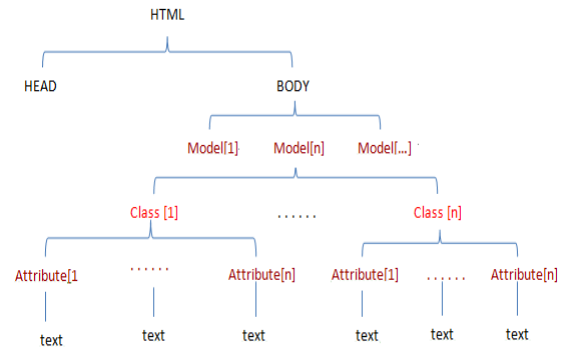 HTML
HEAD BODY
Model[1] Model[n] Model[...]
Class [1] ...... Class [n]
Attribute[1 ...... Attribute[n] Attribute[1] ...... Attribute[n]
text text text text text text